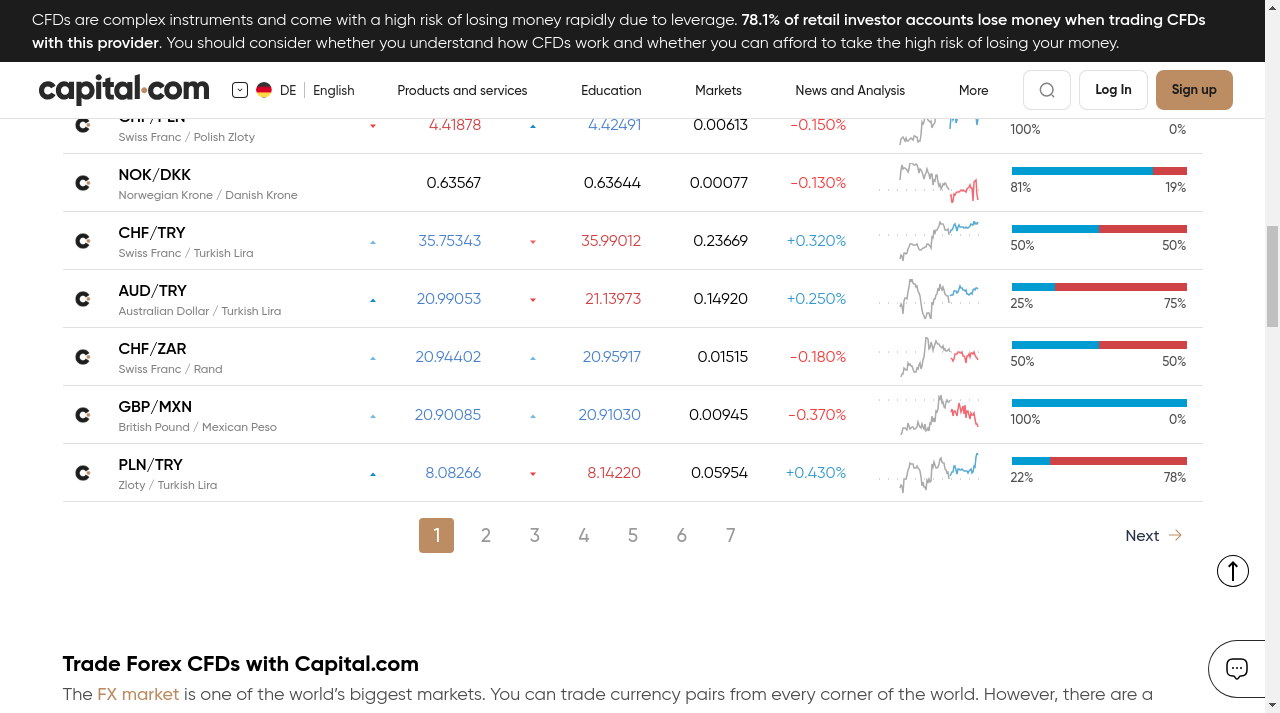 CFDs are complex instruments and come with a high risk of losing money rapidly due to leverage. 78.1% of retail investor accounts lose money when trading CFDs
with this provider. You should consider whether you understand how CFDs work and whether you can afford to take the high risk of losing your money.
capital.com DE English Products and services Education Markets News and Analysis More Log In Sign up
CHF/PLN 4.41878 4.42491 0.00613 -0.150%
Swiss Franc / Polish Zloty 100% 0%
NOK/DKK 0.63567 0.63644 0.00077 -0.130%
Norwegian Krone / Danish Krone 81% 19%
CHF/TRY 35.75343 35.99012 0.23669 +0.320%
Swiss Franc / Turkish Lira 50% 50%
AUD/TRY 20.99053 21.13973 0.14920 +0.250%
Australian Dollar / Turkish Lira 25% 75%
CHF/ZAR 20.94402 20.95917 0.01515 -0.180%
Swiss Franc / Rand 50% 50%
GBP/MXN 20.90085 20.91030 0.00945 -0.370%
British Pound / Mexican Peso 100% 0%
PLN/TRY 8.08266 8.14220 0.05954 +0.430%
Zloty / Turkish Lira 22% 78%
1 2 3 4 5 6 7 Next
Trade Forex CFDs with Capital.com
The FX market is one of the world's biggest markets. You can trade currency pairs from every corner of the world. However, there are a